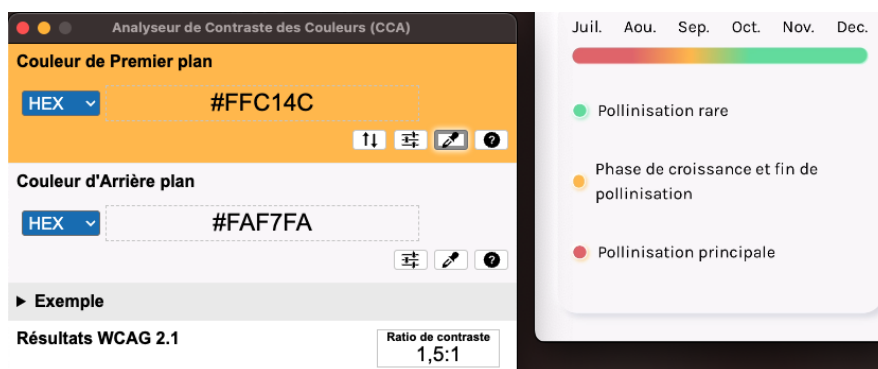 Analyseur de Contraste des Couleurs (CCA)
Couleur de Premier plan
HEX
#FFC14C
?
Couleur d'Arrière plan
HEX
#FAF7FA
?
Exemple
Résultats WCAG 2.1
Ratio de contraste
1,5:1
Juil. Aou. Sep. Oct. Nov. Dec.
Pollinisation rare
Phase de croissance et fin de
pollinisation
Pollinisation principale